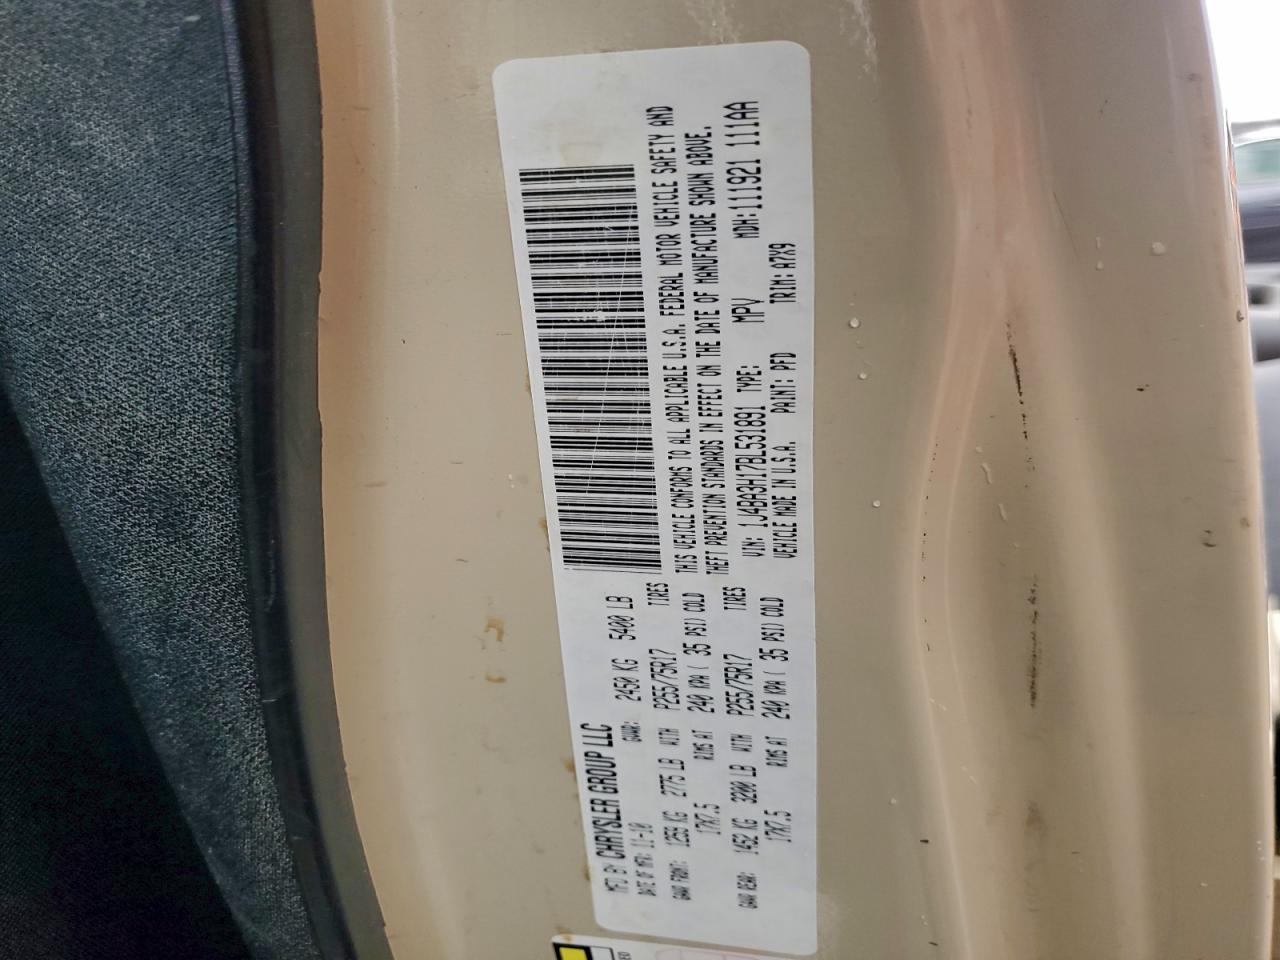 MFD BY CHRYSLER GROUP LLC
DATE OF MFR: 11-10 GVWR: 2450 KG 5400 LB
GAWR FRONT: 1259 KG 2775 LB WITH P255/75R17 TIRES
17X7.5 RIMS AT 240 KPA ( 35 PSI) COLD
GAWR REAR: 1452 KG 3200 LB WITH P255/75R17 TIRES
17X7.5 RIMS AT 240 KPA ( 35 PSI) COLD
THIS VEHICLE CONFORMS TO ALL APPLICABLE U.S.A. FEDERAL MOTOR VEHICLE SAFETY AND
THEFT PREVENTION STANDARDS IN EFFECT ON THE DATE OF MANUFACTURE SHOWN ABOVE.
VIN: 1J4BA3H17BL531891 TYPE: MPV MDH: 111921 111AA
VEHICLE MADE IN U.S.A. PAINT: PFD TRIM: A7X9